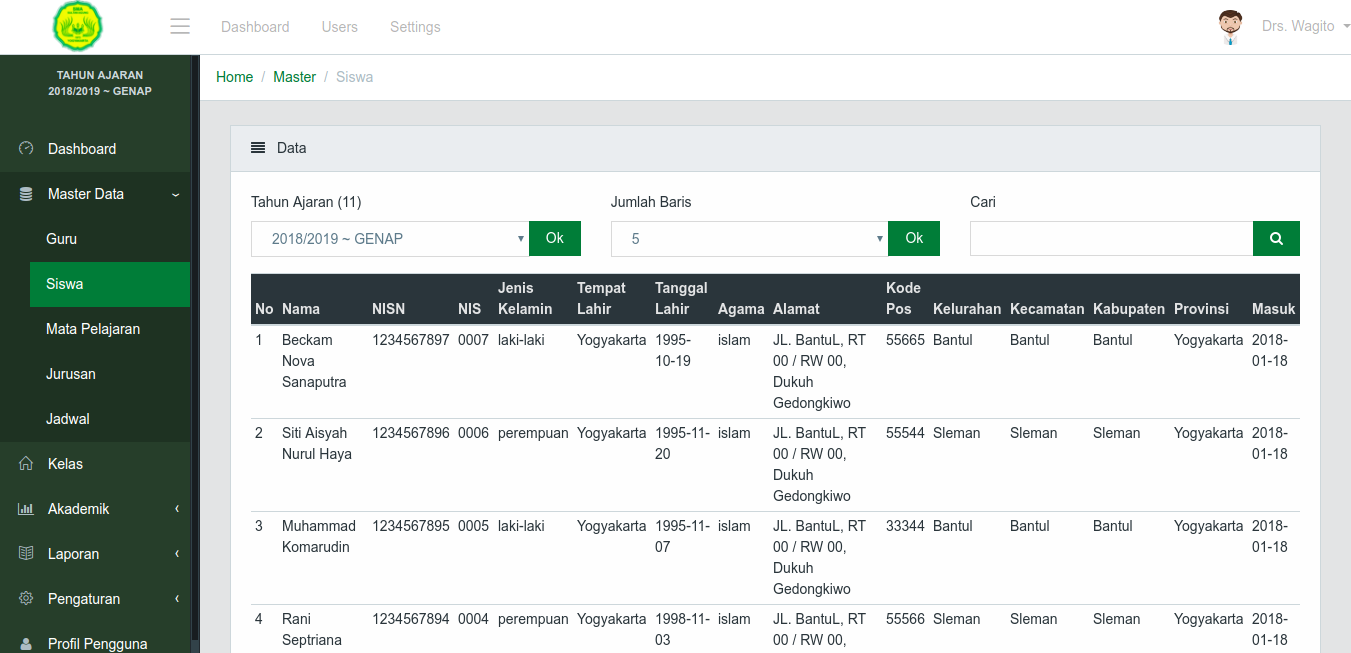 Dashboard Users Settings Drs. Wagito
TAHUN AJARAN
2018/2019 ~ GENAP
Home / Master / Siswa
Dashboard
Master Data
Guru
Siswa
Mata Pelajaran
Jurusan
Jadwal
Kelas
Akademik
Laporan
Pengaturan
Profil Pengguna
Data
Tahun Ajaran (11) Jumlah Baris Cari
2018/2019 ~ GENAP Ok 5 Ok
Jenis Tempat Tanggal Kode
No Nama NISN NIS Kelamin Lahir Lahir Agama Alamat Pos Kelurahan Kecamatan Kabupaten Provinsi Masuk
1 Beckam 1234567897 0007 laki-laki Yogyakarta 1995- islam JL. BantuL, RT 55665 Bantul Bantul Bantul Yogyakarta 2018-
Nova 10-19 00 / RW 00, 01-18
Sanaputra Dukuh
Gedongkiwo
2 Siti Aisyah 1234567896 0006 perempuan Yogyakarta 1995-11- islam JL. BantuL, RT 55544 Sleman Sleman Sleman Yogyakarta 2018-
Nurul Haya 20 00 / RW 00, 01-18
Dukuh
Gedongkiwo
3 Muhammad 1234567895 0005 laki-laki Yogyakarta 1995-11- islam JL. BantuL, RT 33344 Bantul Bantul Bantul Yogyakarta 2018-
Komarudin 07 00 / RW 00, 01-18
Dukuh
Gedongkiwo
4 Rani 1234567894 0004 perempuan Yogyakarta 1998-11- islam JL. BantuL, RT 55566 Sleman Sleman Sleman Yogyakarta 2018-
Septriana 03 00 / RW 00, 01-18